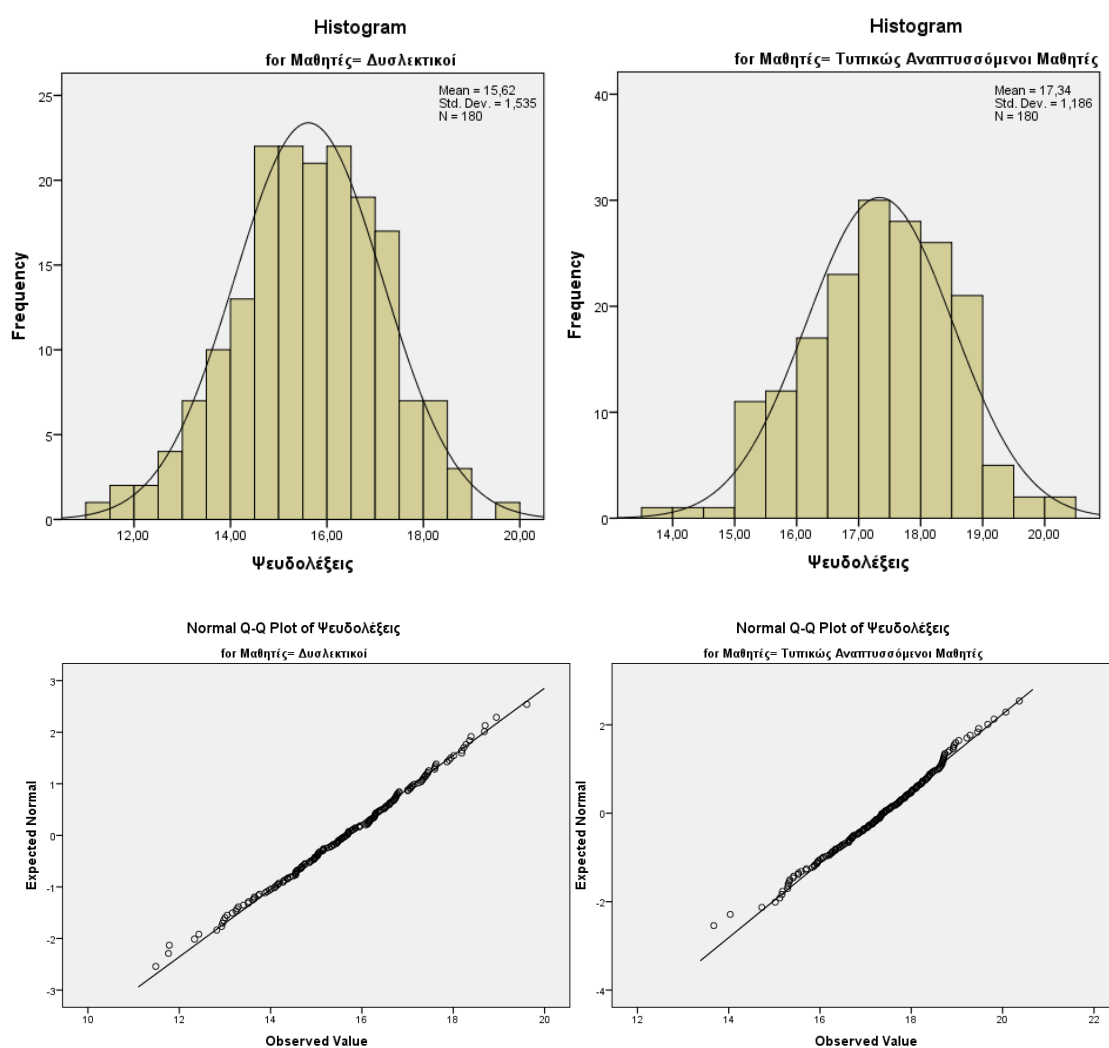 Histogram
for Μαθητές= Δυσλεκτικοί
Mean = 15,62
Std. Dev. = 1,535
N = 180
25
20
15
10
5
0
Frequency
12,00 14,00 16,00 18,00 20,00
Ψευδολέξεις
Histogram
for Μαθητές= Τυπικώς Αναπτυσσόμενοι Μαθητές
Mean = 17,34
Std. Dev. = 1,186
N = 180
40
30
20
10
0
Frequency
14,00 15,00 16,00 17,00 18,00 19,00 20,00
Ψευδολέξεις
Normal Q-Q Plot of Ψευδολέξεις
for Μαθητές= Δυσλεκτικοί
3
2
1
0
-1
-2
-3
Expected Normal
10 12 14 16 18 20
Observed Value
Normal Q-Q Plot of Ψευδολέξεις
for Μαθητές= Τυπικώς Αναπτυσσόμενοι Μαθητές
2
0
-2
-4
Expected Normal
12 14 16 18 20 22
Observed Value